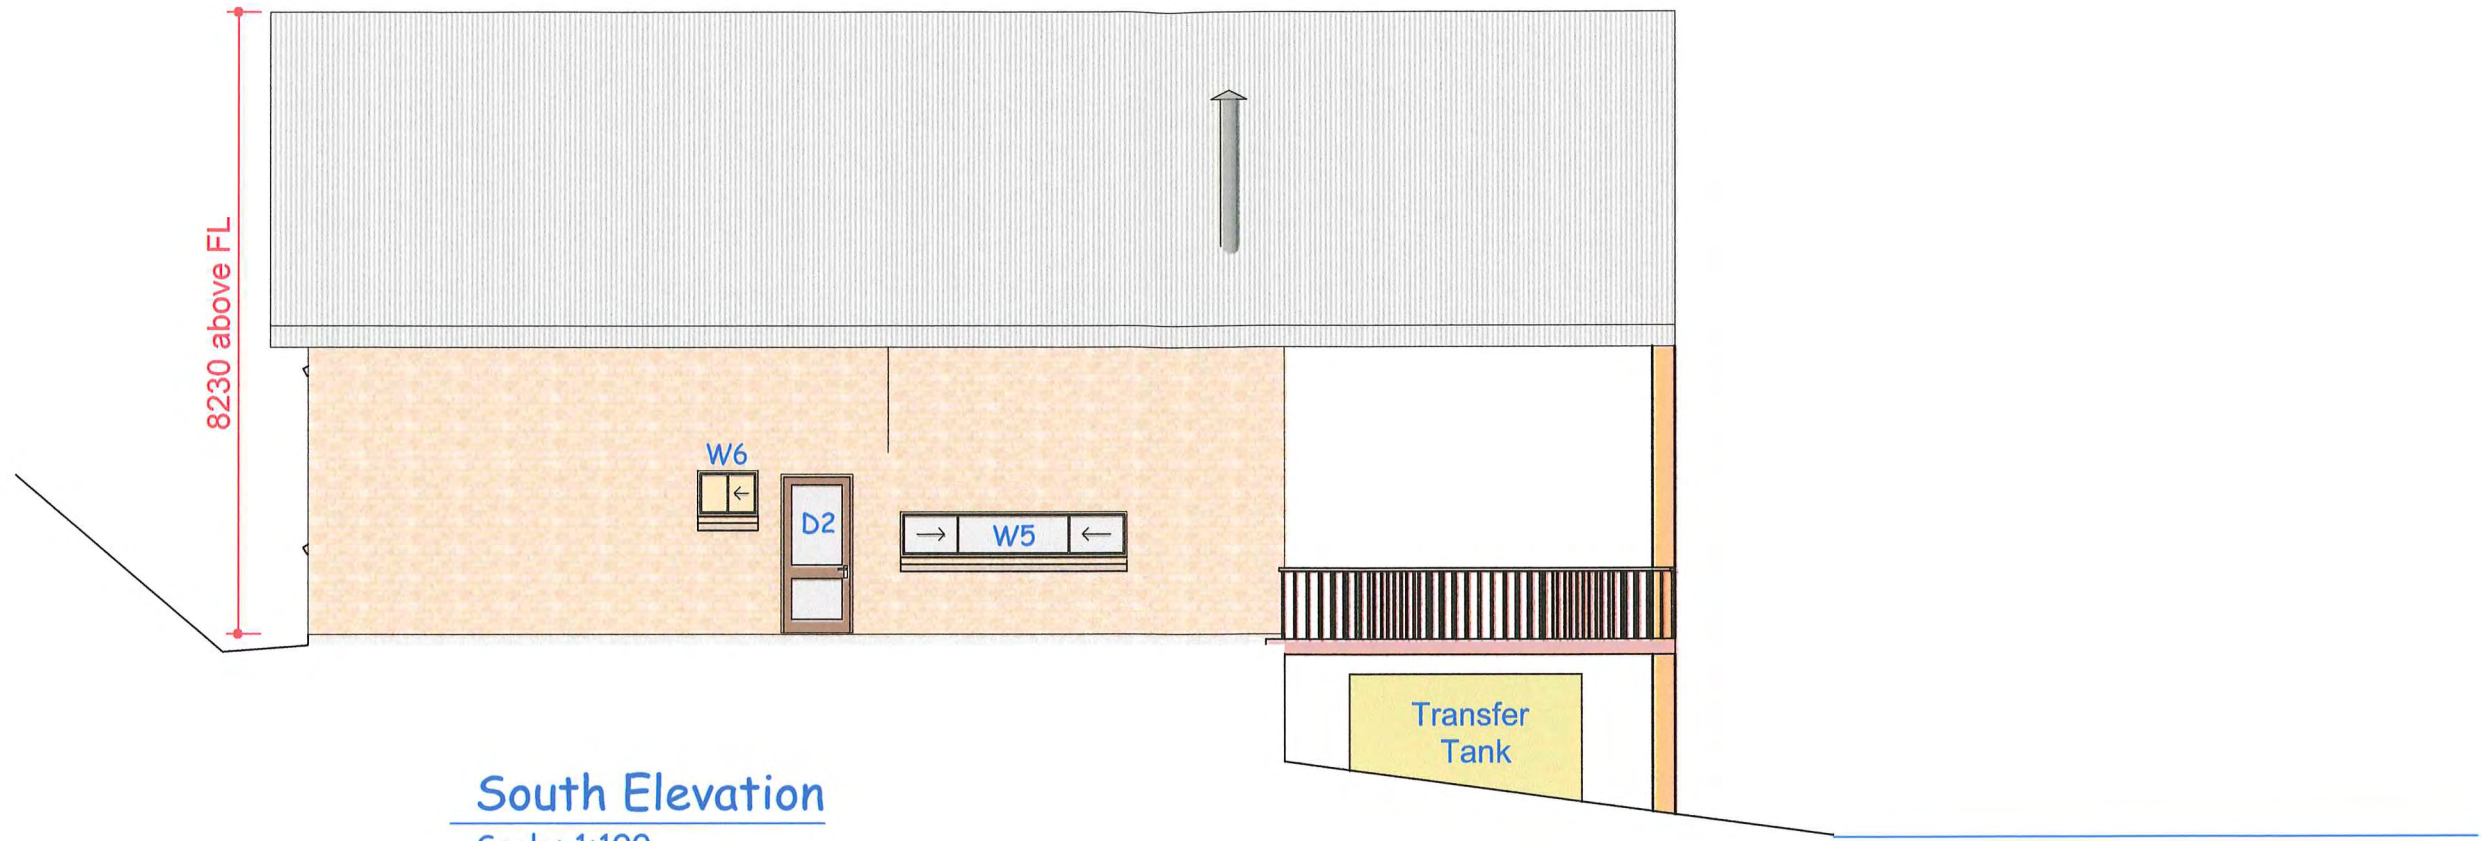 8230 above FL
W6
D2
W5
Transfer
Tank
South Elevation